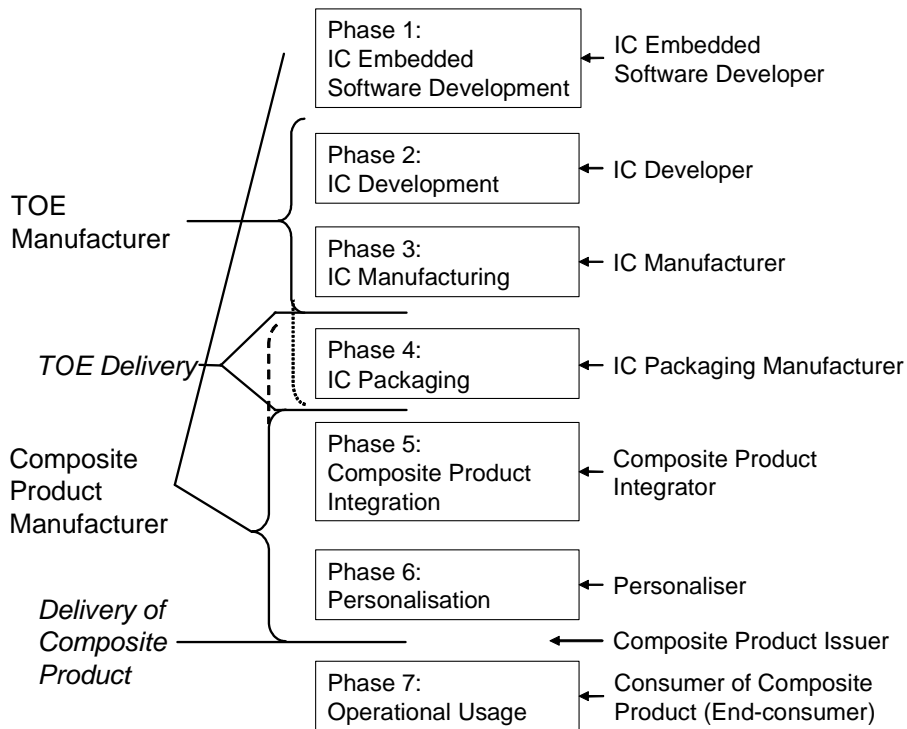 Phase 1:
IC Embedded
Software Development
IC Embedded
Software Developer
Phase 2:
IC Development
IC Developer
TOE
Manufacturer
Phase 3:
IC Manufacturing
IC Manufacturer
TOE Delivery
Phase 4:
IC Packaging
IC Packaging Manufacturer
Composite
Product
Manufacturer
Phase 5:
Composite Product
Integration
Composite Product
Integrator
Phase 6:
Personalisation
Personaliser
Delivery of
Composite
Product
Composite Product Issuer
Phase 7:
Operational Usage
Consumer of Composite
Product (End-consumer)